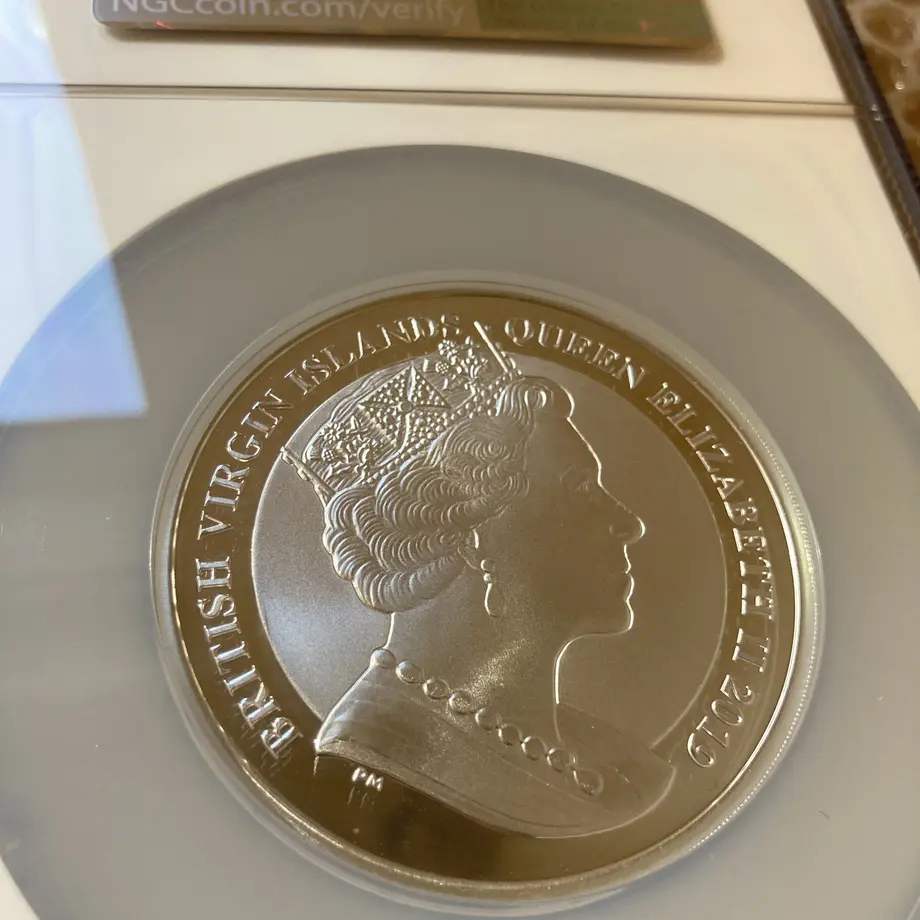 NGCcoin.com/verify
BRITISH VIRGIN ISLANDS QUEEN ELIZABETH II 2019
PM